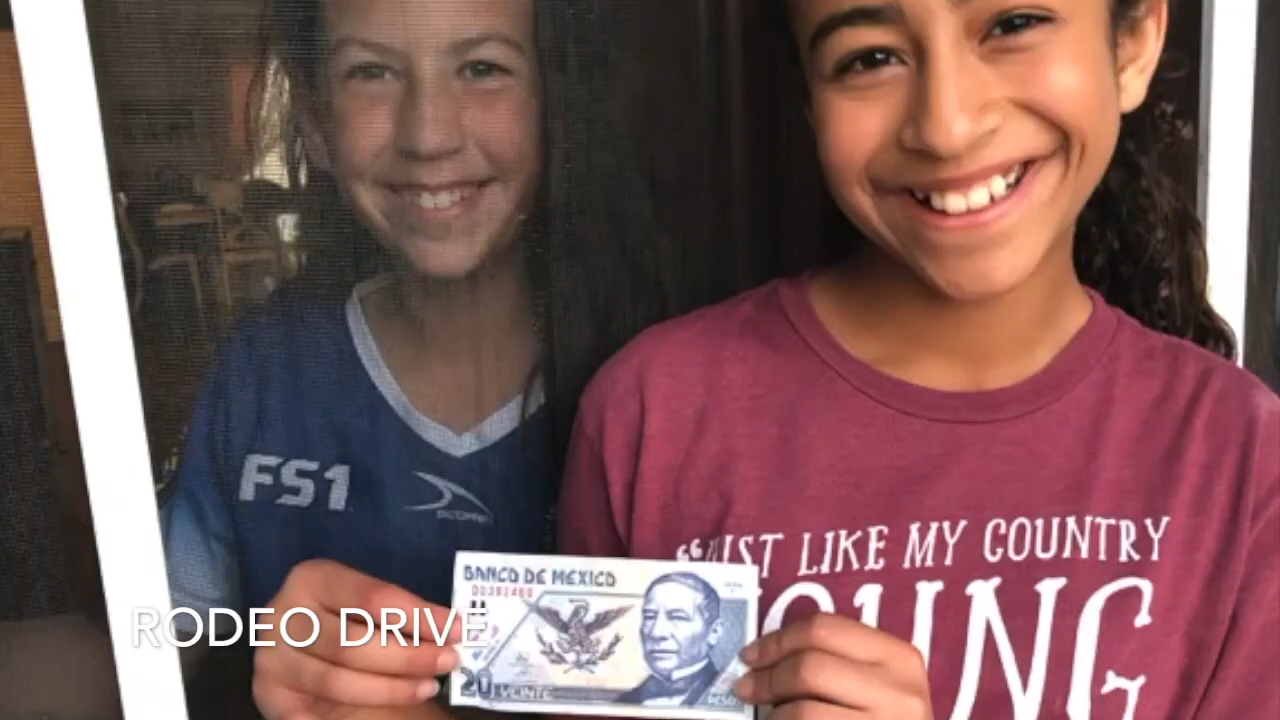 FS1
"JUST LIKE MY COUNTRY
YOUNG
BANCO DE MEXICO
20 VEINTE
RODEO DRIVE